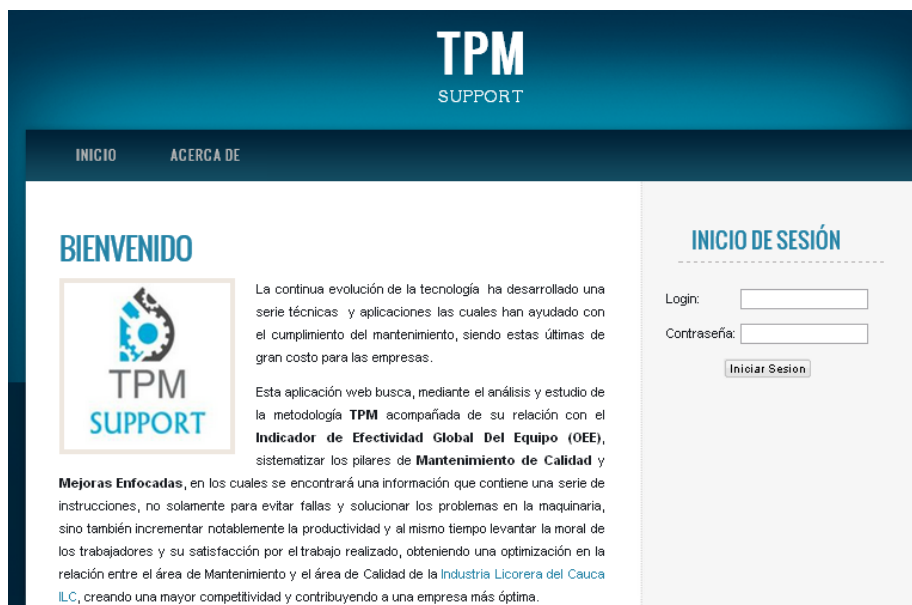 TPM
SUPPORT
INICIO
ACERCA DE
BIENVENIDO
TPM
SUPPORT
La continua evolución de la tecnología ha desarrollado una
serie técnicas y aplicaciones las cuales han ayudado con
el cumplimiento del mantenimiento, siendo estas últimas de
gran costo para las empresas.
Esta aplicación web busca, mediante el análisis y estudio de
la metodología TPM acompañada de su relación con el
Indicador de Efectividad Global Del Equipo (OEE),
sistematizar los pilares de Mantenimiento de Calidad y
Mejoras Enfocadas, en los cuales se encontrará una información que contiene una serie de
instrucciones, no solamente para evitar fallas y solucionar los problemas en la maquinaria,
sino también incrementar notablemente la productividad y al mismo tiempo levantar la moral de
los trabajadores y su satisfacción por el trabajo realizado, obteniendo una optimización en la
relación entre el área de Mantenimiento y el área de Calidad de la Industria Licorera del Cauca
ILC, creando una mayor competitividad y contribuyendo a una empresa más óptima.
INICIO DE SESIÓN
Login:
Contraseña:
Iniciar Sesion